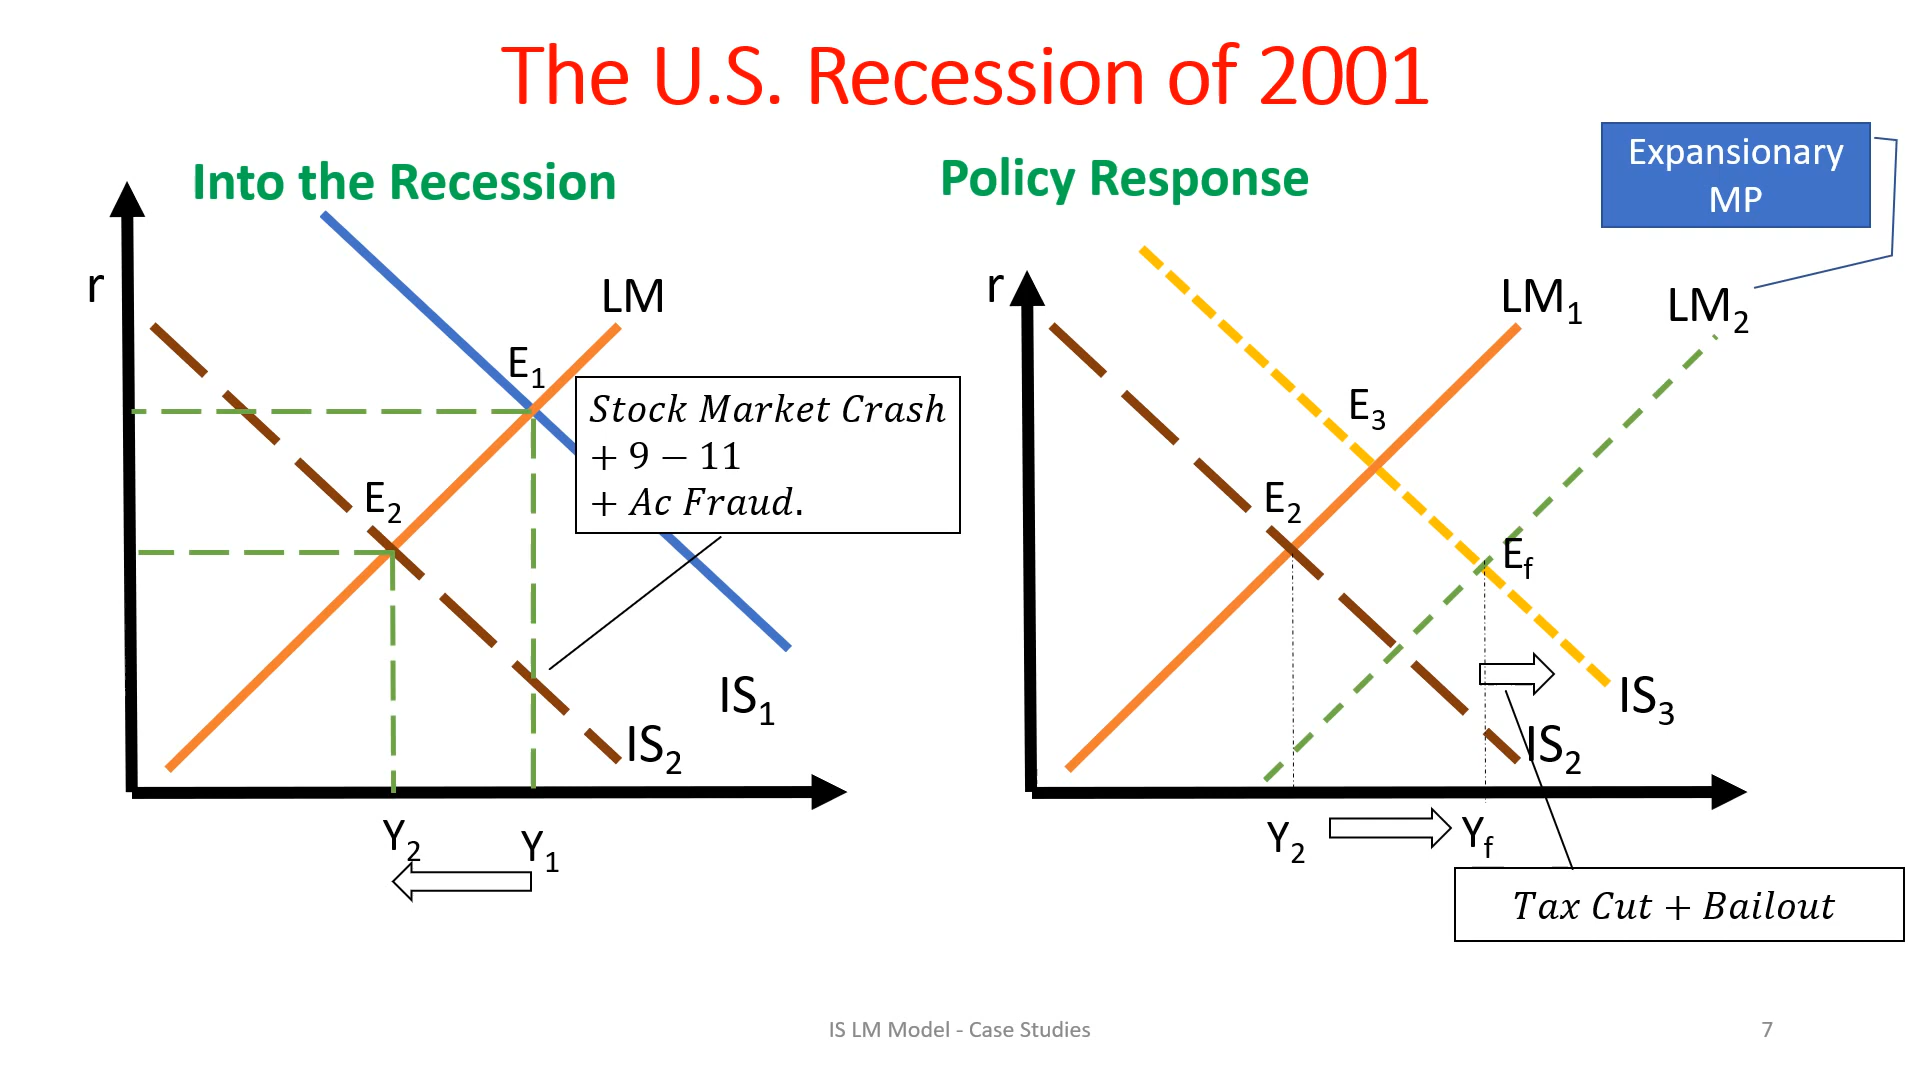 The U.S. Recession of 2001
Into the Recession
r
LM
E1
Stock Market Crash
+ 9 − 11
+ Ac Fraud.
E2
IS1
IS2
Y2
Y1
Policy Response
Expansionary
MP
r
LM1
LM2
E3
E2
Ef
IS3
IS2
Y2
Yf
Tax Cut + Bailout
IS LM Model - Case Studies
7